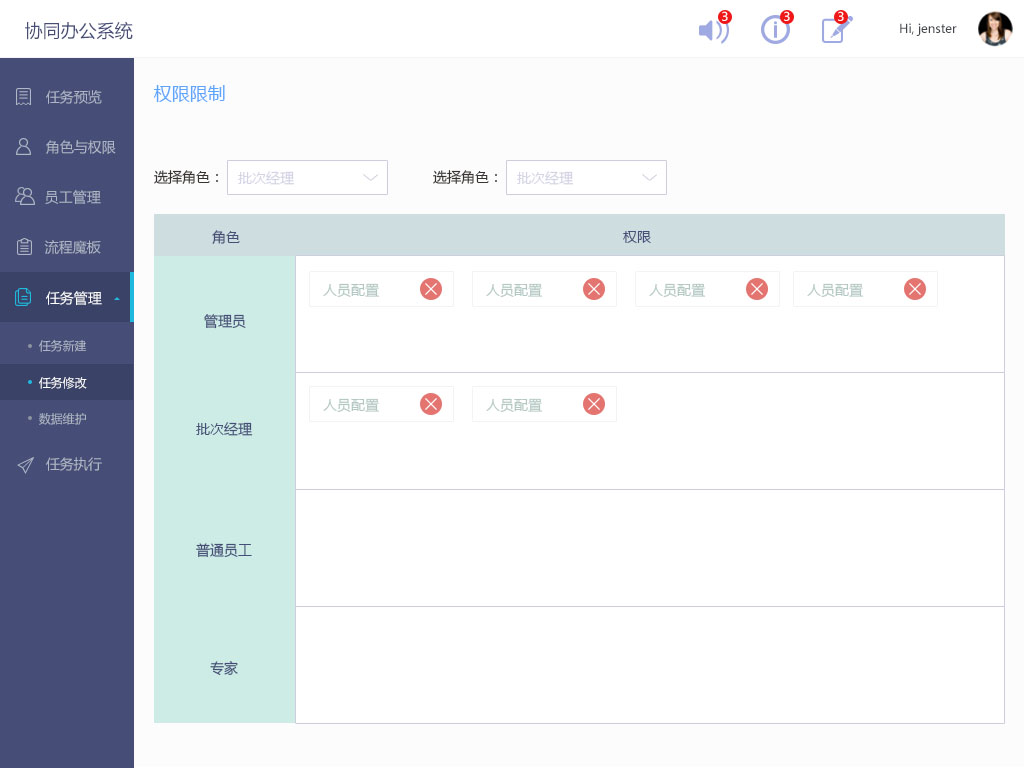 协同办公系统
3
3
3
Hi, jenster
任务预览
角色与权限
员工管理
流程魔板
任务管理
任务新建
任务修改
数据维护
任务执行
权限限制
选择角色： 批次经理
选择角色： 批次经理
角色 权限
管理员
人员配置 人员配置 人员配置 人员配置
批次经理
人员配置 人员配置
普通员工
专家